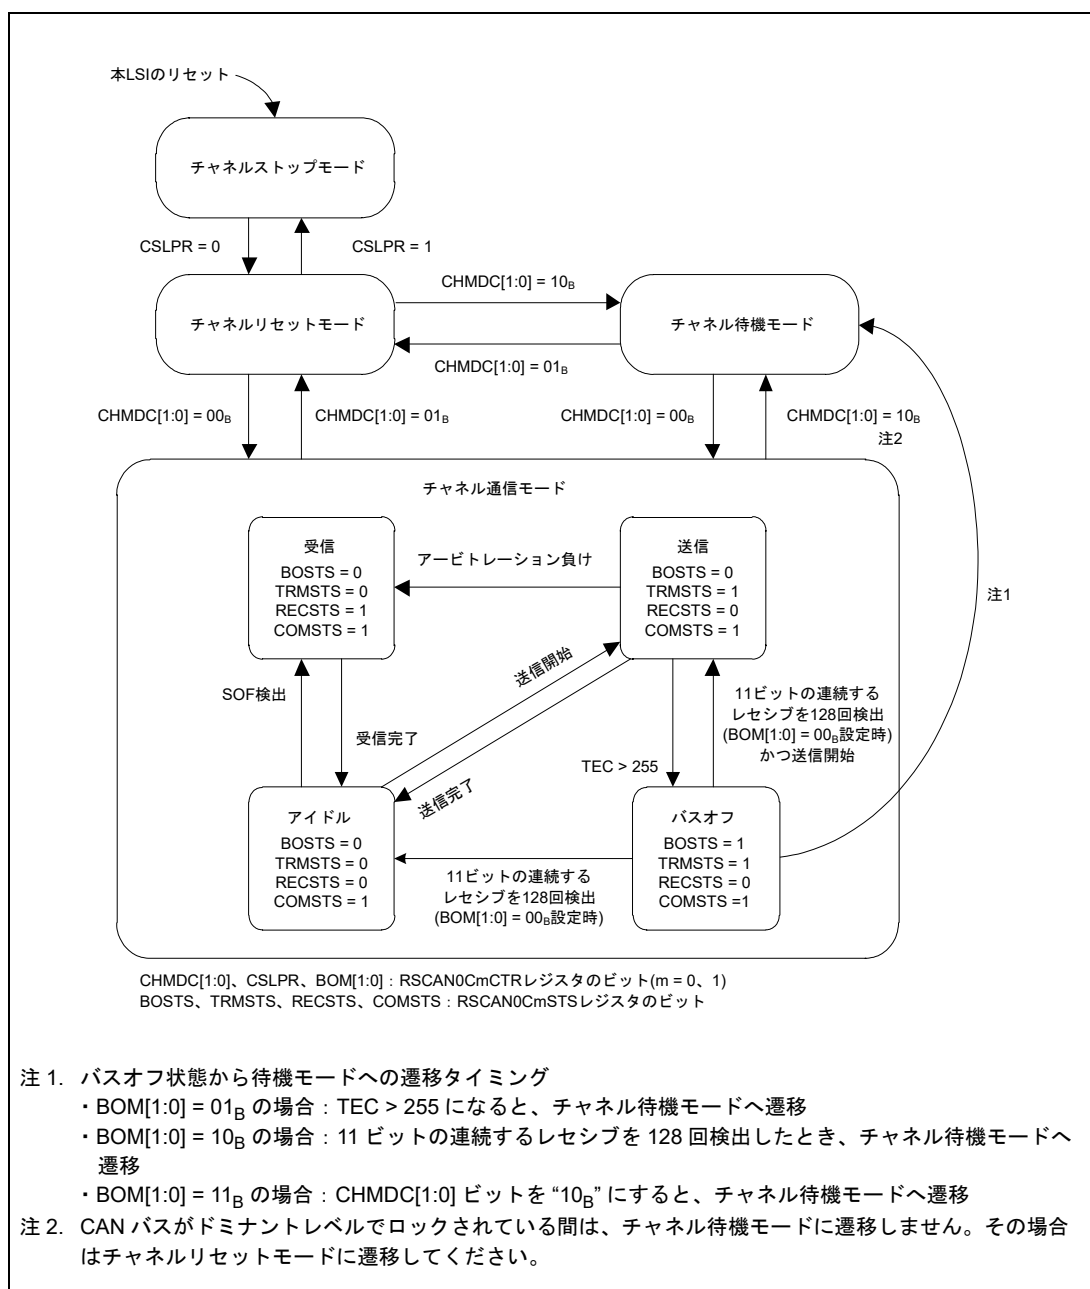 本LSIのリセット
チャネルストップモード
CSLPR = 0
CSLPR = 1
CHMDC[1:0] = 10B
チャネルリセットモード
チャネル待機モード
CHMDC[1:0] = 01B
CHMDC[1:0] = 00B
CHMDC[1:0] = 01B
CHMDC[1:0] = 00B
CHMDC[1:0] = 10B
注2
チャネル通信モード
受信
BOSTS = 0
TRMSTS = 0
RECSTS = 1
COMSTS = 1
アービトレーション負け
送信
BOSTS = 0
TRMSTS = 1
RECSTS = 0
COMSTS = 1
注1
SOF検出
受信完了
送信開始
送信完了
TEC > 255
11ビットの連続する
レセシブを128回検出
(BOM[1:0] = 00B設定時)
かつ送信開始
アイドル
BOSTS = 0
TRMSTS = 0
RECSTS = 0
COMSTS = 1
11ビットの連続する
レセシブを128回検出
(BOM[1:0] = 00B設定時)
バスオフ
BOSTS = 1
TRMSTS = 1
RECSTS = 0
COMSTS =1
CHMDC[1:0]、CSLPR、BOM[1:0]：RSCAN0CmCTRレジスタのビット(m = 0、1)
BOSTS、TRMSTS、RECSTS、COMSTS：RSCAN0CmSTSレジスタのビット
注 1. バスオフ状態から待機モードへの遷移タイミング
・BOM[1:0] = 01B の場合：TEC > 255 になると、チャネル待機モードへ遷移
・BOM[1:0] = 10B の場合：11 ビットの連続するレセシブを 128 回検出したとき、チャネル待機モードへ
遷移
・BOM[1:0] = 11B の場合：CHMDC[1:0] ビットを “10B” にすると、チャネル待機モードへ遷移
注 2. CAN バスがドミナントレベルでロックされている間は、チャネル待機モードに遷移しません。その場合
はチャネルリセットモードに遷移してください。